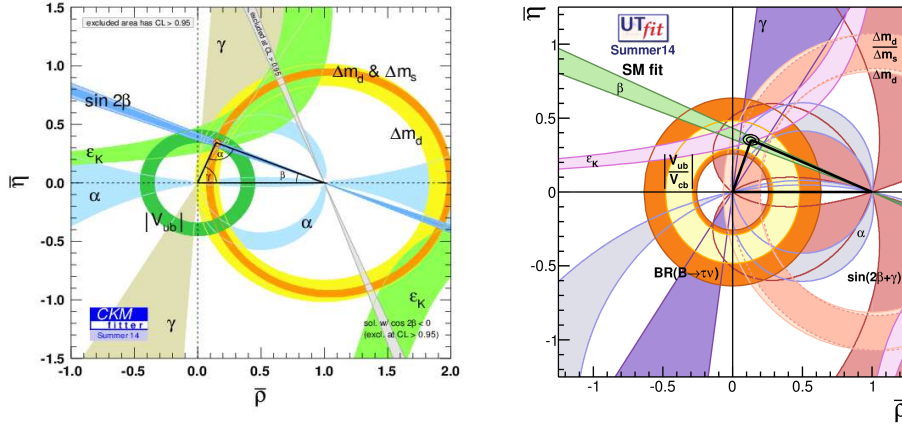 excluded area has CL > 0.95
excluded at CL > 0.95
γ
Δm_d & Δm_s
sin 2β
Δm_d
ε_K
α
α
β
γ
α
|V_ub|
ε_K
γ
CKM
fitter
Summer 14
sol. w/ cos 2β < 0
(excl. at CL > 0.95)
η̄
1.5
1.0
0.5
0.0
-0.5
-1.0
-1.5
-1.0 -0.5 0.0 0.5 1.0 1.5 2.0
ρ̄
η̄
UTfit
Summer14
SM fit
γ
Δm_d
Δm_s
Δm_d
β
ε_K
V_ub
V_cb
α
BR(B→τν)
sin(2β+γ)
1
0.5
0
-0.5
-1
-1 -0.5 0 0.5 1
ρ̄